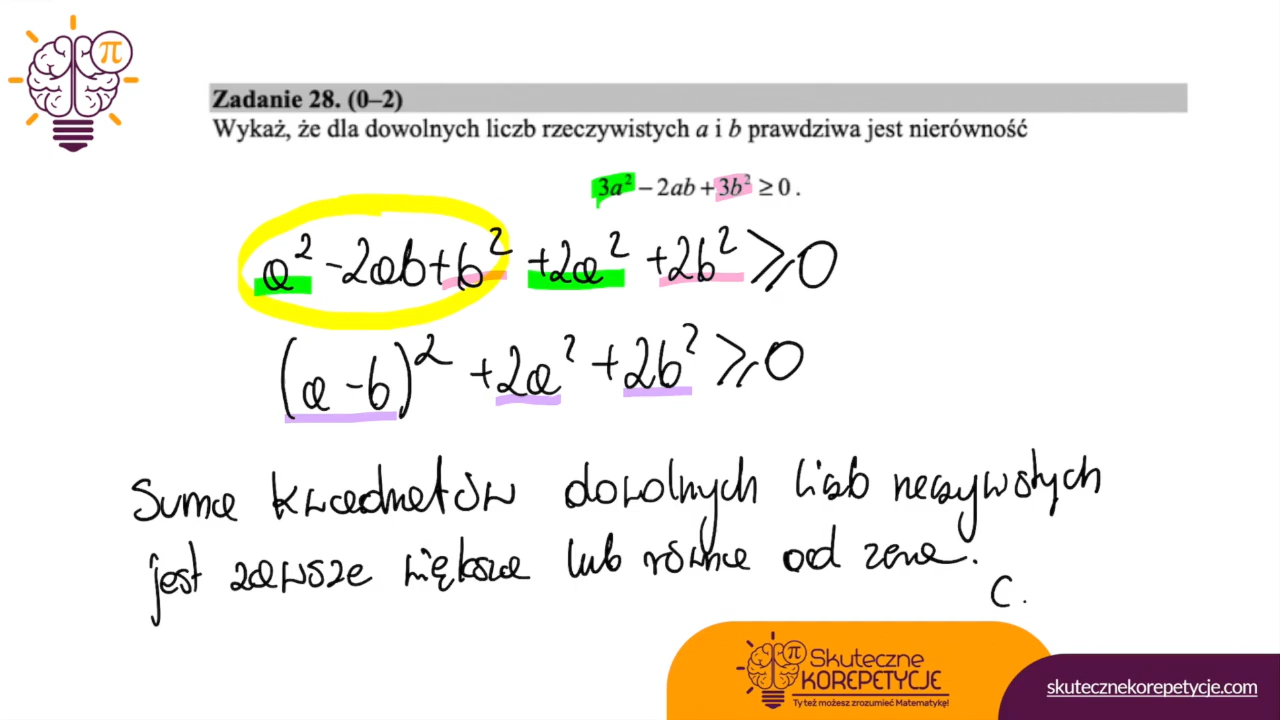 π
Zadanie 28. (0–2)
Wykaż, że dla dowolnych liczb rzeczywistych a i b prawdziwa jest nierówność
3a² – 2ab + 3b² ≥ 0 .
a² - 2ab + b² + 2a² + 2b² ≥ 0
(a - b)² + 2a² + 2b² ≥ 0
Suma kwadratów dowolnych liczb rzeczywistych
jest zawsze większa lub równa od zera.
C.
π
Skuteczne
KOREPETYCJE
Ty też możesz zrozumieć Matematykę!
skutecznekorepetycje.com